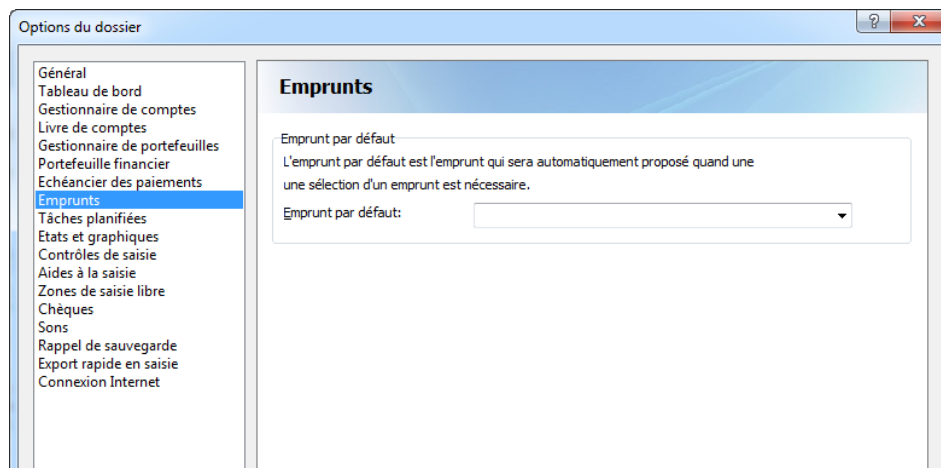 Options du dossier
Général
Tableau de bord
Gestionnaire de comptes
Livre de comptes
Gestionnaire de portefeuilles
Portefeuille financier
Echéancier des paiements
Emprunts
Tâches planifiées
Etats et graphiques
Contrôles de saisie
Aides à la saisie
Zones de saisie libre
Chèques
Sons
Rappel de sauvegarde
Export rapide en saisie
Connexion Internet
Emprunts
Emprunt par défaut
L'emprunt par défaut est l'emprunt qui sera automatiquement proposé quand une
une sélection d'un emprunt est nécessaire.
Emprunt par défaut: